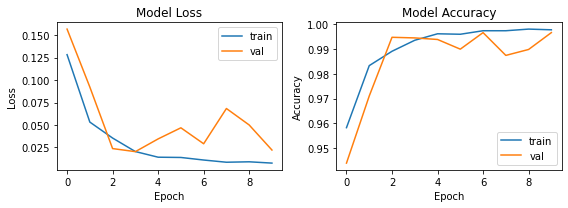 Model Loss
0.150
0.125
0.100
0.075
0.050
0.025
Loss
0 2 4 6 8
Epoch
train
val
Model Accuracy
1.00
0.99
0.98
0.97
0.96
0.95
Accuracy
0 2 4 6 8
Epoch
train
val